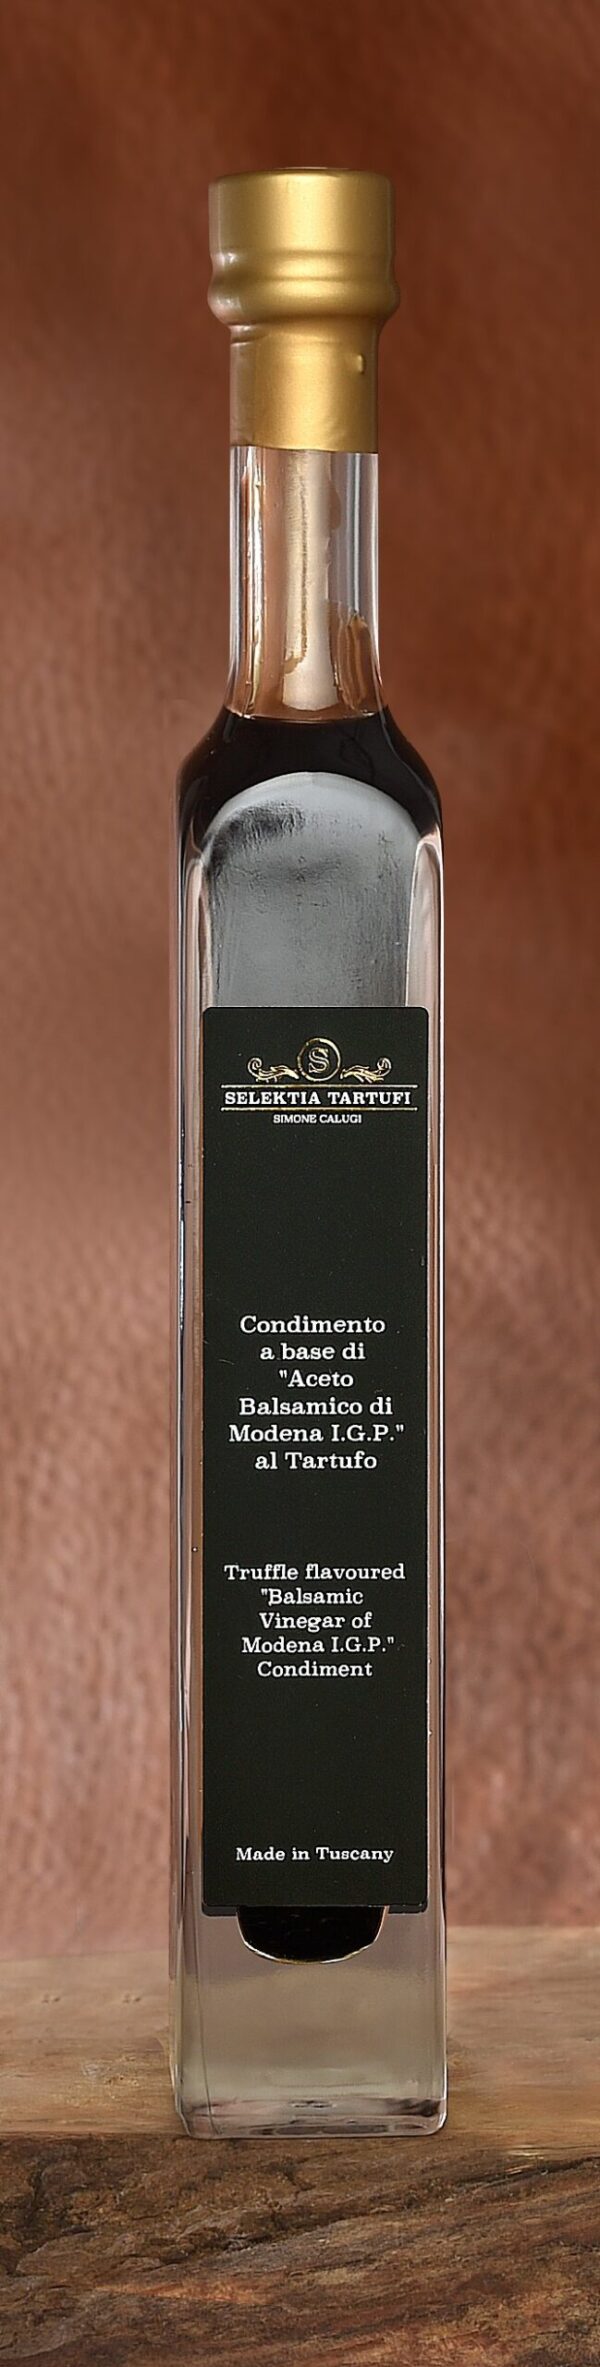 S
SELEKTIA TARTUFI
SIMONE CALUGI
Condimento
a base di
"Aceto
Balsamico di
Modena I.G.P."
al Tartufo
Truffle flavoured
"Balsamic
Vinegar of
Modena I.G.P."
Condiment
Made in Tuscany